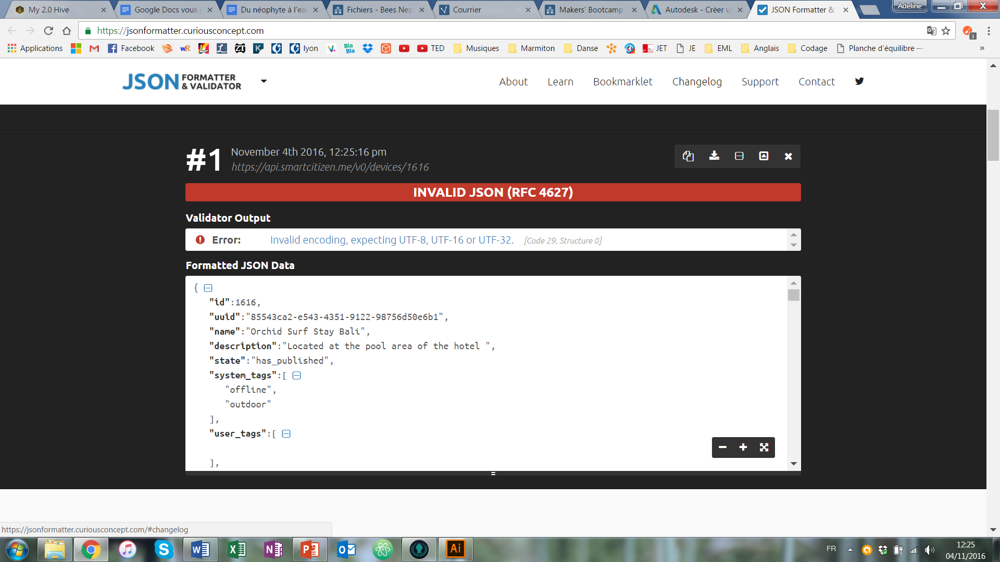 My 2.0 Hive
Google Docs vous
Du néophyte à l'ea
Fichiers - Bees Nes
Courrier
Makers' Bootcamp
Autodesk - Créer u
JSON Formatter &
Adeline
https://jsonformatter.curiousconcept.com
3
Applications
Facebook
wR
lyon
Bla
Bla
TED
Musiques
Marmiton
Danse
JET
JE
EML
Anglais
Codage
Planche d'équilibre —
»
JSON FORMATTER
& VALIDATOR
About
Learn
Bookmarklet
Changelog
Support
Contact
#1
November 4th 2016, 12:25:16 pm
https://api.smartcitizen.me/v0/devices/1616
INVALID JSON (RFC 4627)
Validator Output
Error:
Invalid encoding, expecting UTF-8, UTF-16 or UTF-32.
[Code 29, Structure 0]
Formatted JSON Data
{
"id":1616,
"uuid":"85543ca2-e543-4351-9122-98756d50e6b1",
"name":"Orchid Surf Stay Bali",
"description":"Located at the pool area of the hotel ",
"state":"has_published",
"system_tags":[
"offline",
"outdoor"
],
"user_tags":[
],
https://jsonformatter.curiousconcept.com/#changelog
Ai
FR
12:25
04/11/2016